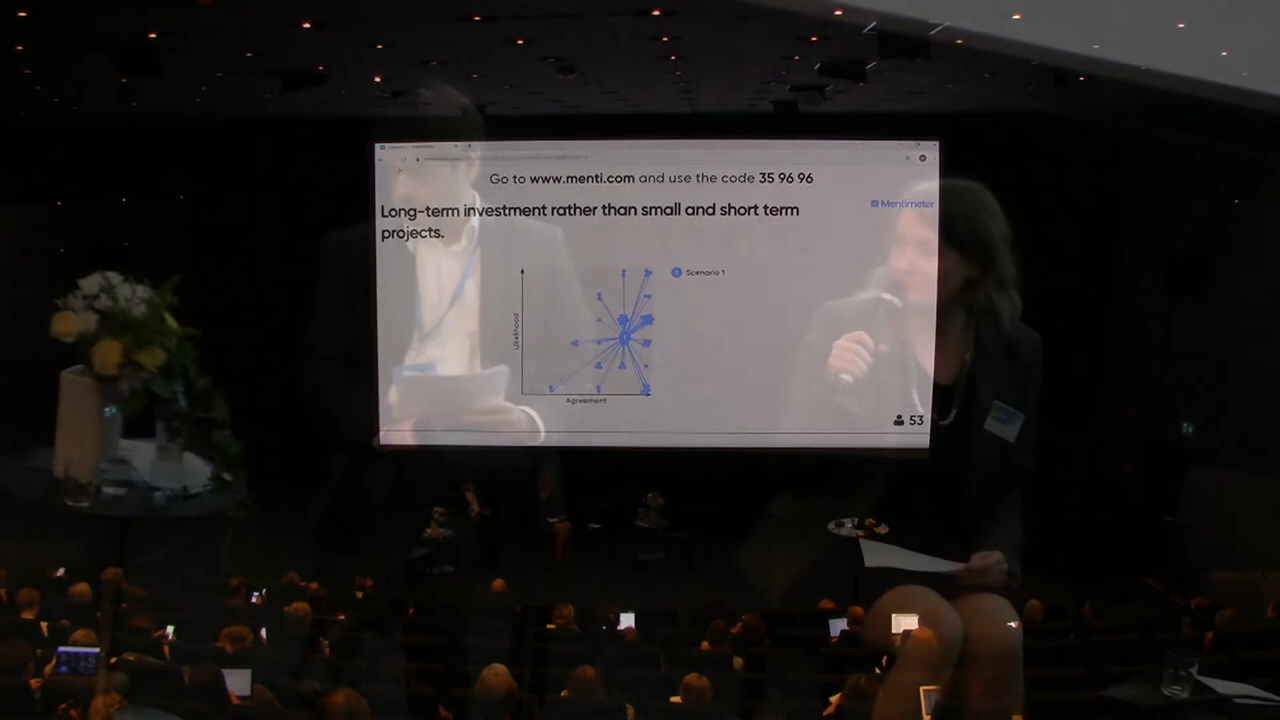 Go to www.menti.com and use the code 35 96 96
Long-term investment rather than small and short term
projects.
Mentimeter
1 Scenario 1
Likelihood
Agreement
53